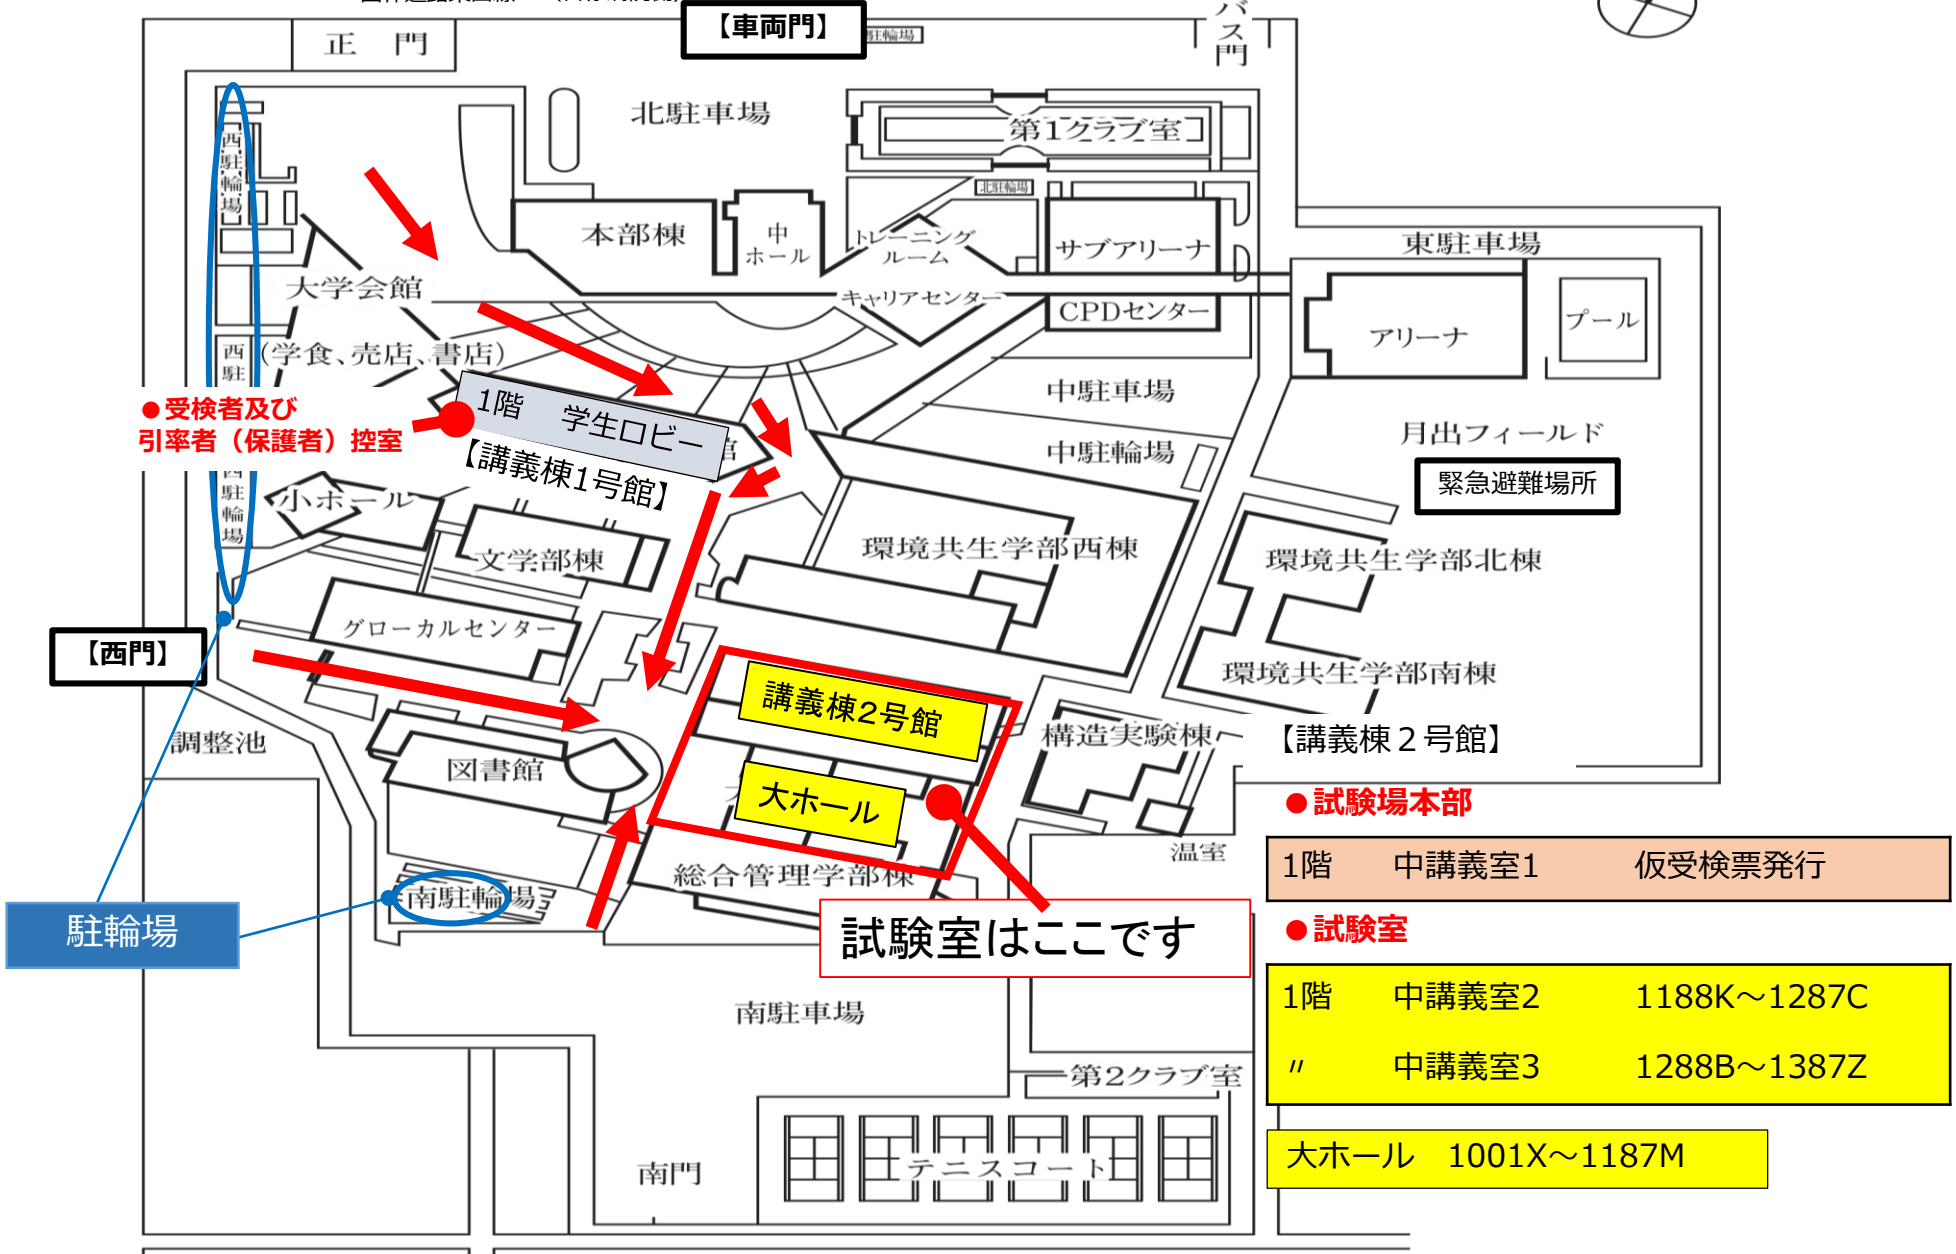 【車両門】
正 門
駐輪場
バス門
北駐車場
第1クラブ室
西駐輪場
北駐輪場
本部棟
中ホール
トレーニングルーム
サブアリーナ
東駐車場
大学会館
キャリアセンター
CPDセンター
アリーナ
プール
(学食、売店、書店)
西駐
中駐車場
●受検者及び
引率者（保護者）控室
1階 学生ロビー
館
【講義棟1号館】
月出フィールド
中駐輪場
緊急避難場所
西駐輪場
小ホール
文学部棟
環境共生学部西棟
環境共生学部北棟
グローカルセンター
【西門】
環境共生学部南棟
講義棟2号館
調整池
構造実験棟
【講義棟２号館】
図書館
大ホール
●試験場本部
温室
1階 中講義室1 仮受検票発行
総合管理学部棟
南駐輪場
駐輪場
試験室はここです
●試験室
1階 中講義室2 1188K～1287C
〃 中講義室3 1288B～1387Z
南駐車場
第2クラブ室
大ホール 1001X～1187M
テニスコート
南門